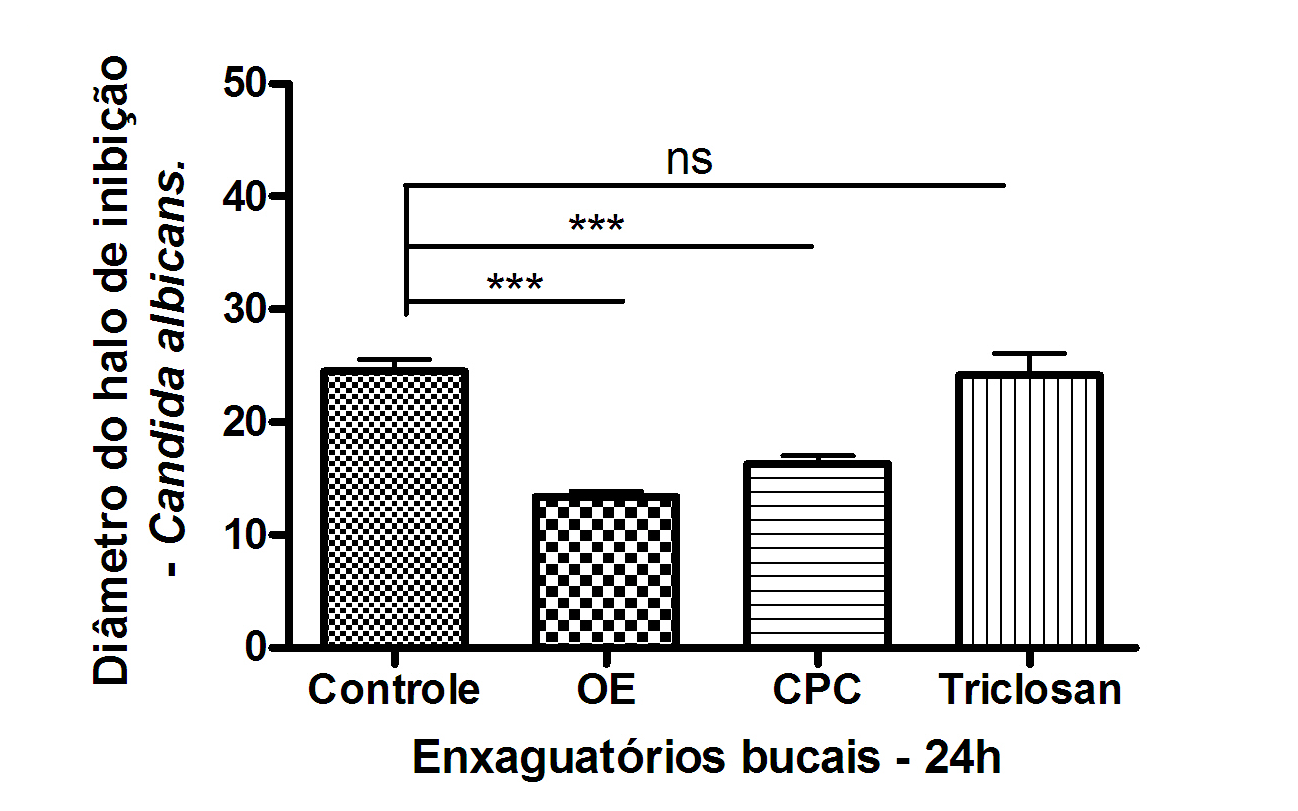 Diâmetro do halo de inibição
- Candida albicans.
50
40
30
20
10
0
ns
***
***
Controle
OE
CPC
Triclosan
Enxaguatórios bucais - 24h